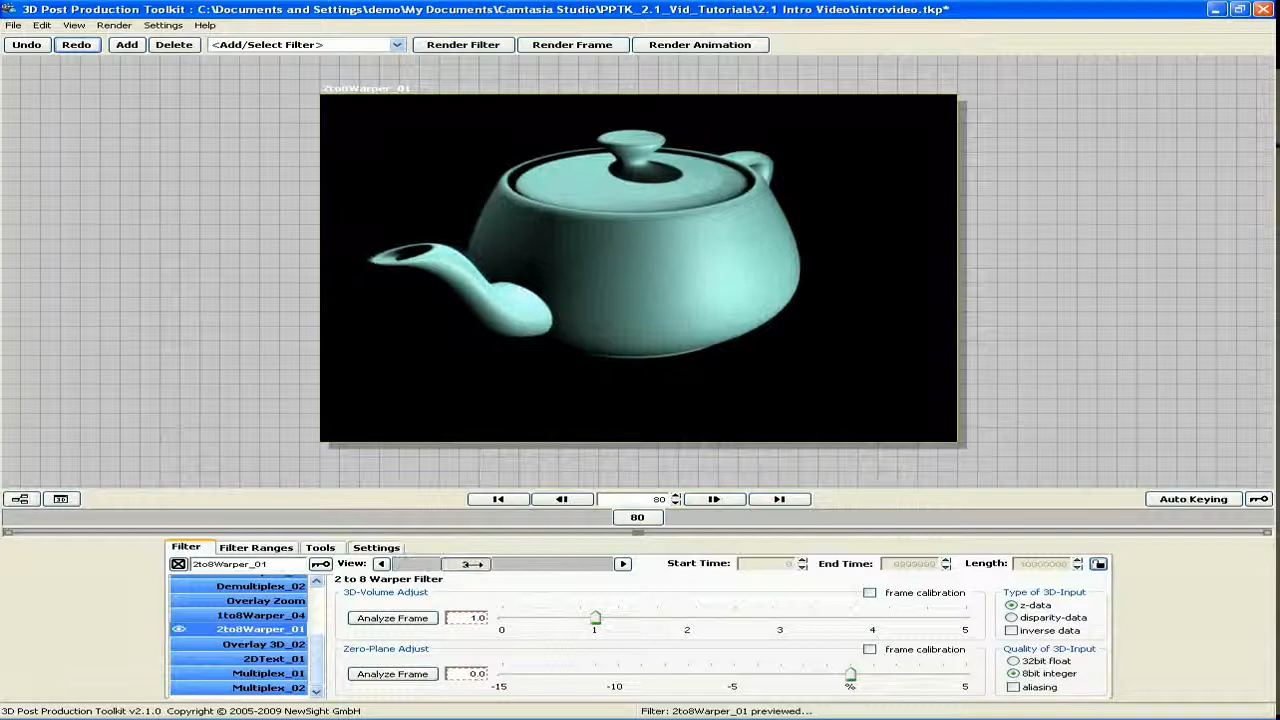 3D Post Production Toolkit : C:\Documents and Settings\demo\My Documents\Camtasia Studio\PPTK_2.1_Vid_Tutorials\2.1 Intro Video\introvideo.tkp*
File Edit View Render Settings Help
Undo Redo Add Delete <Add/Select Filter> Render Filter Render Frame Render Animation
2to8Warper_01
80 Auto Keying
80
Filter Filter Ranges Tools Settings
2to8Warper_01 View: 3 Start Time: 0 End Time: 9999999 Length: 10000000
Demultiplex_02
Overlay Zoom
1to8Warper_04
2to8Warper_01
Overlay 3D_02
2DText_01
Multiplex_01
Multiplex_02
2 to 8 Warper Filter
3D-Volume Adjust frame calibration
Analyze Frame 1.0
0 1 2 3 4 5
Zero-Plane Adjust frame calibration
Analyze Frame 0.0
-15 -10 -5 % 5
Type of 3D-Input
z-data
disparity-data
inverse data
Quality of 3D-Input
32bit float
8bit integer
aliasing
3D Post Production Toolkit v2.1.0 Copyright © 2005-2009 NewSight GmbH Filter: 2to8Warper_01 previewed...